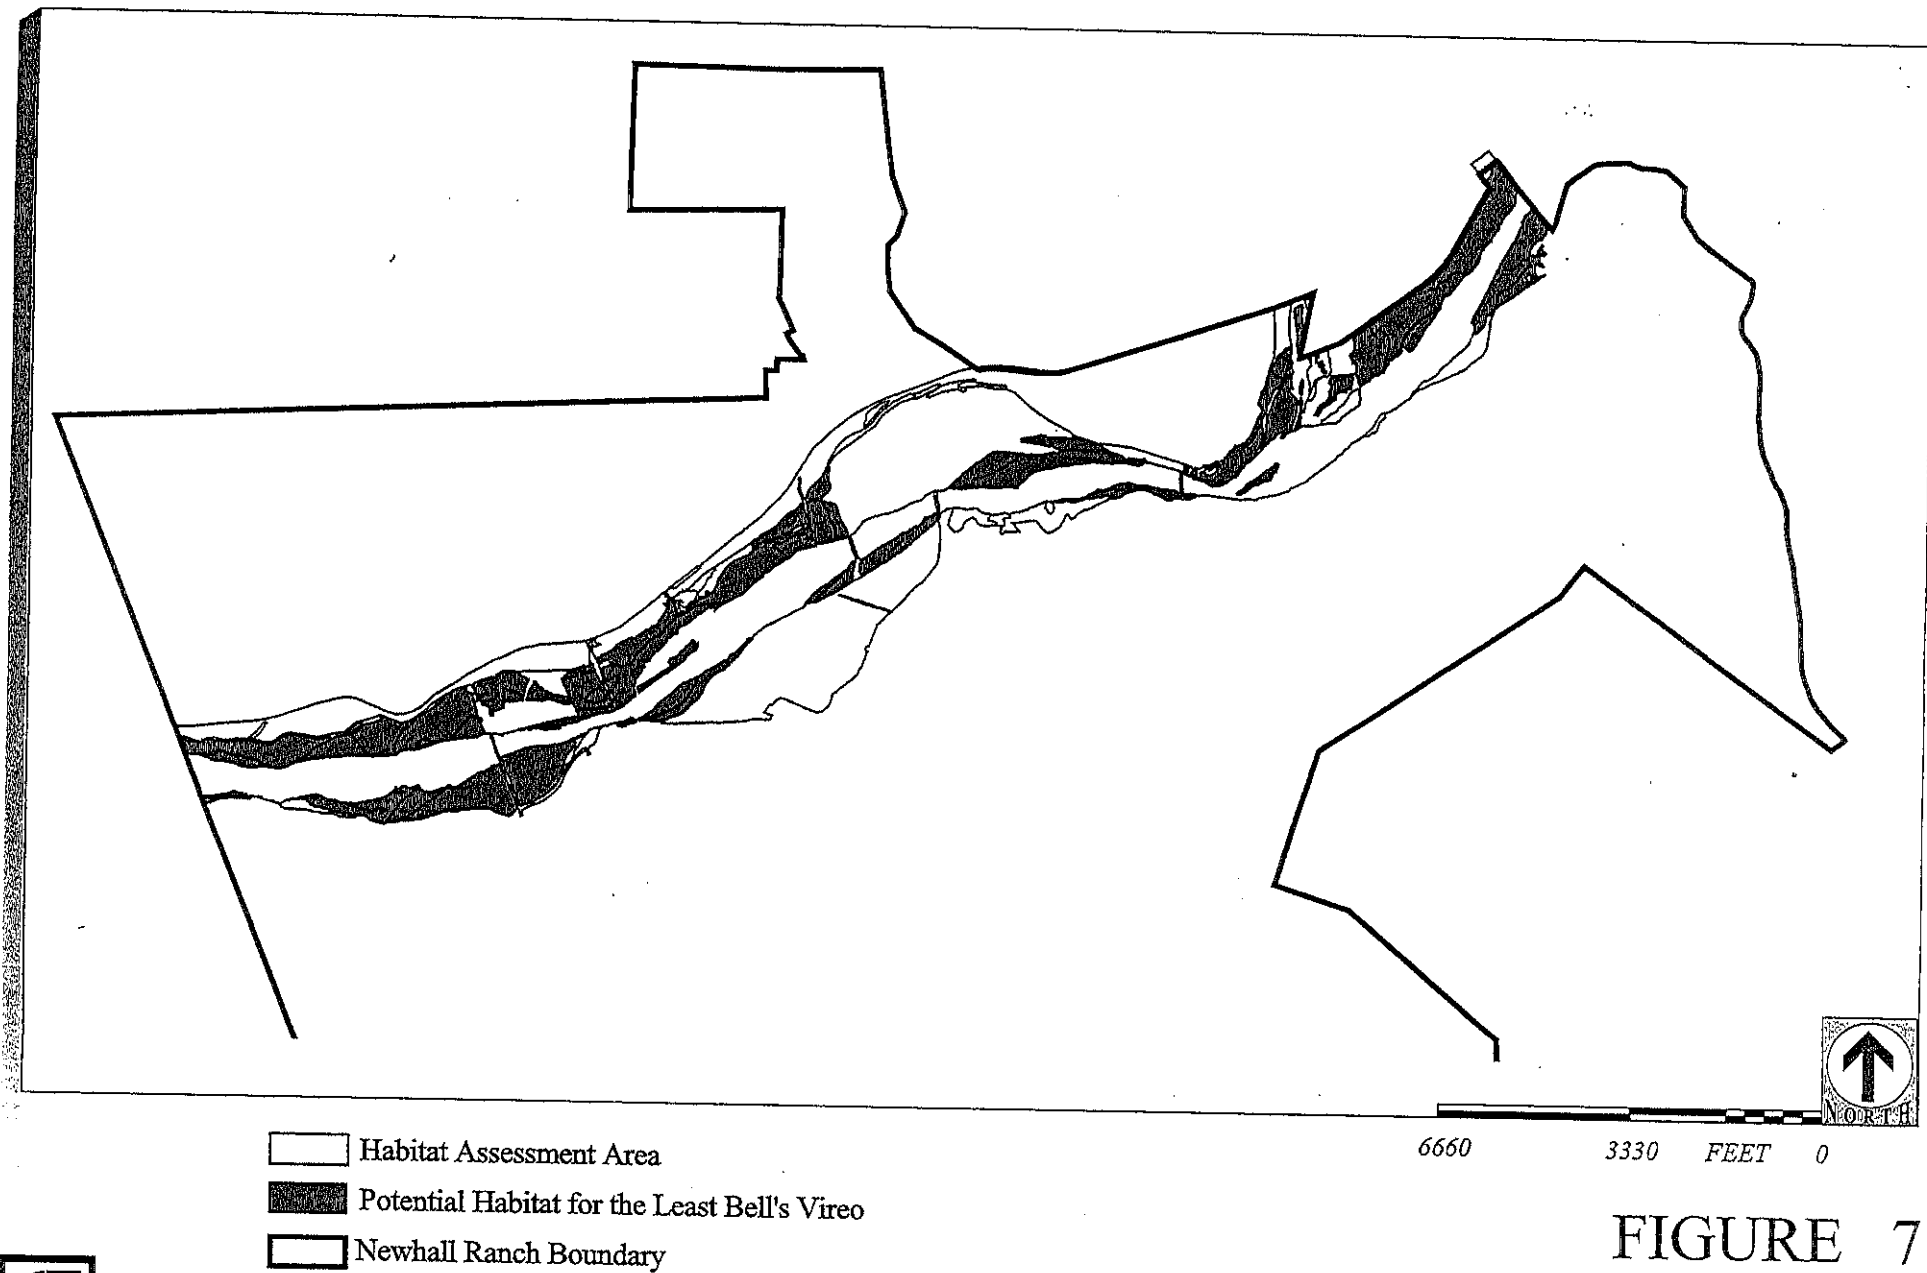 NORTH
6660 3330 FEET 0
Habitat Assessment Area
Potential Habitat for the Least Bell's Vireo
Newhall Ranch Boundary
FIGURE 7